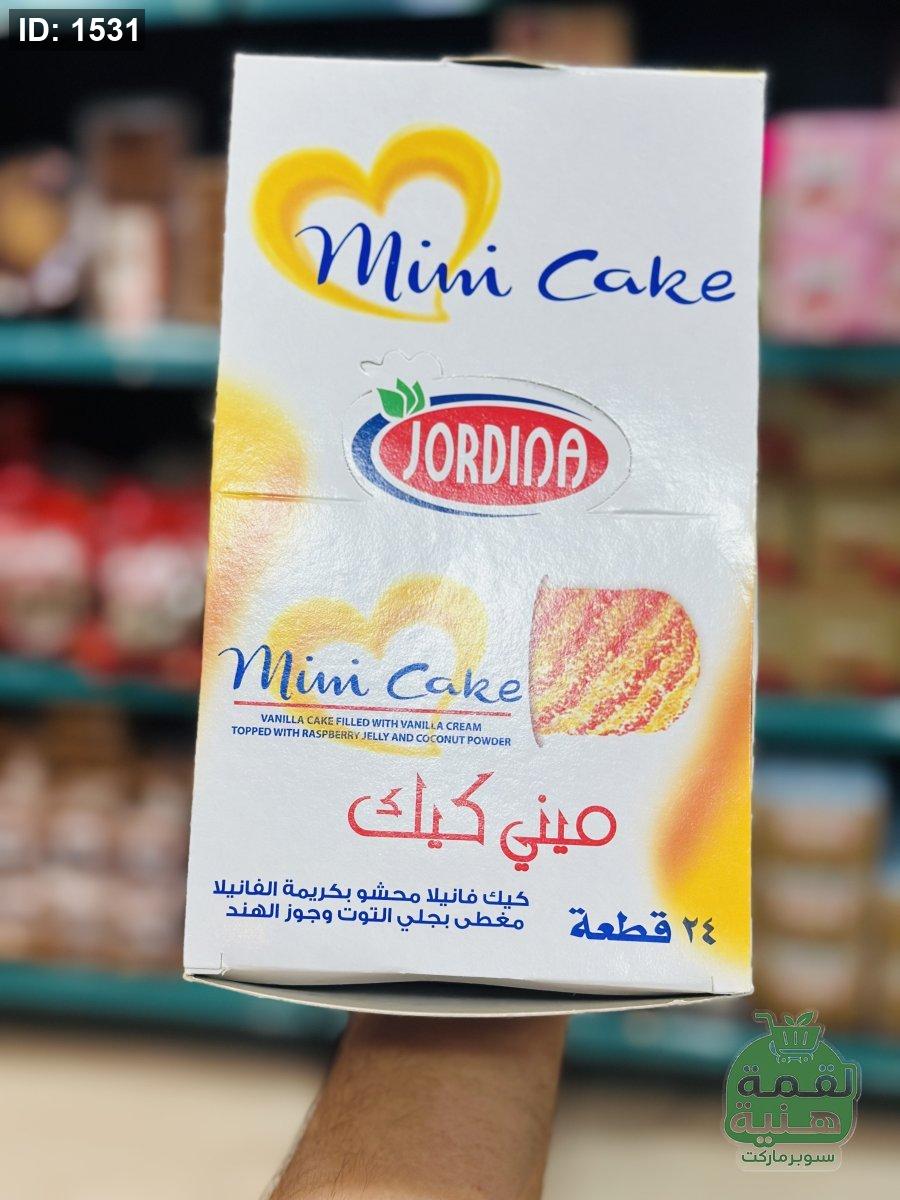 ID: 1531
Mini Cake
JORDINA
Mini Cake
VANILLA CAKE FILLED WITH VANILLA CREAM
TOPPED WITH RASPBERRY JELLY AND COCONUT POWDER
ميني كيك
كيك فانيلا محشو بكريمة الفانيلا
مغطى بجلي التوت وجوز الهند
٢٤ قطعة
لقمة
هنية
سوبرماركت